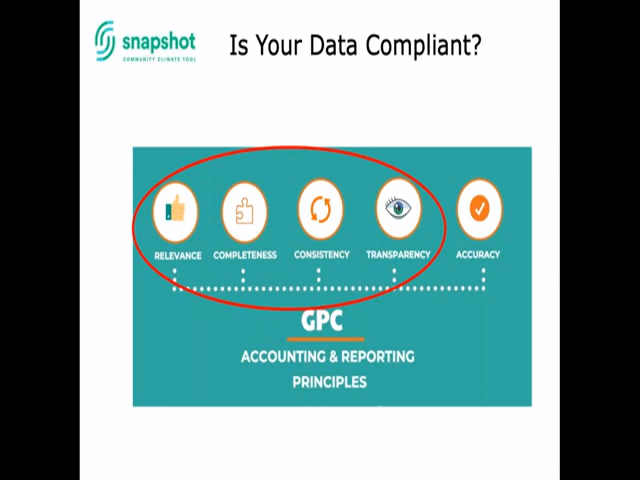 snapshot
COMMUNITY CLIMATE TOOL
Is Your Data Compliant?
RELEVANCE COMPLETENESS CONSISTENCY TRANSPARENCY ACCURACY
GPC
ACCOUNTING & REPORTING
PRINCIPLES